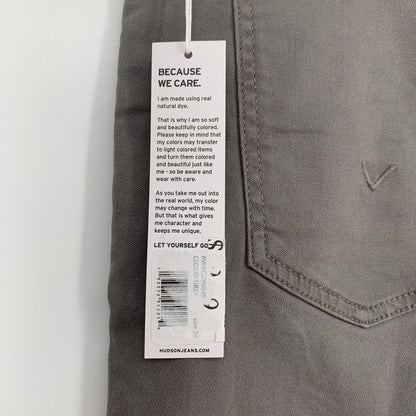 BECAUSE
WE CARE.
I am made using real
natural dye.
That is why I am so soft
and beautifully colored.
Please keep in mind that
my colors may transfer
to light colored items
and turn them colored
and beautiful just like
me - so be aware and
wear with care.
As you take me out into
the real world, my color
may change with time.
But that is what gives
me character and
keeps me unique.
LET YOURSELF GO
CLOUD GREY
HUDSONJEANS.COM